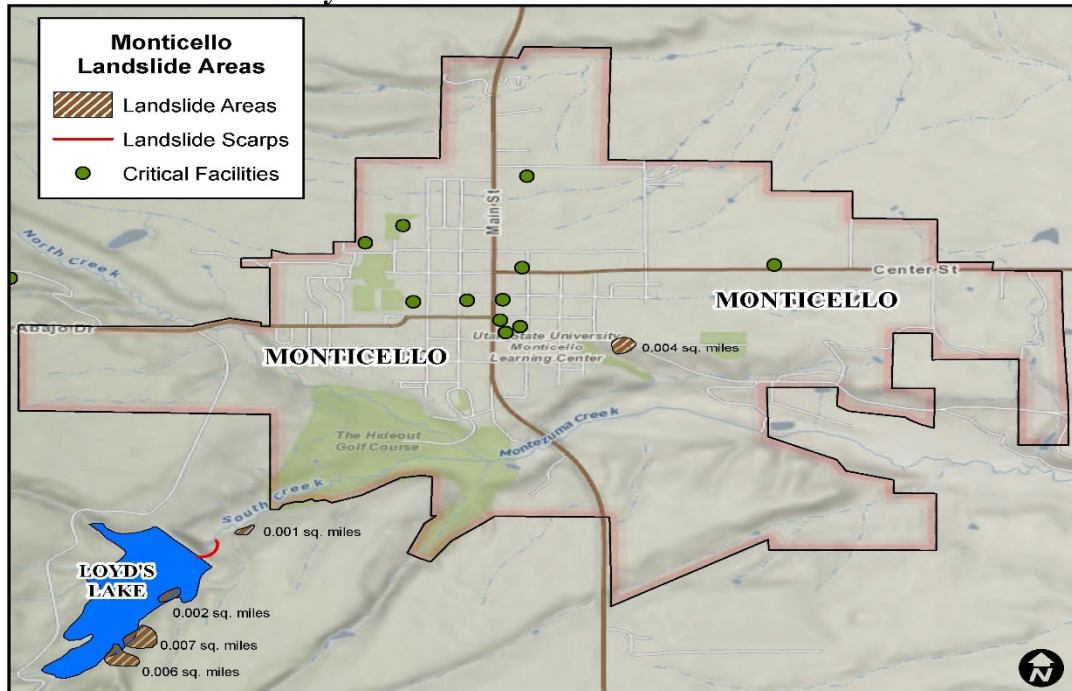 Monticello
Landslide Areas
Landslide Areas
Landslide Scarps
Critical Facilities
Main St
North Creek
Center St
MONTICELLO
Abajo Dr
MONTICELLO
Utah State University
Monticello
Learning Center
0.004 sq. miles
The Hideout
Golf Course
Montezuma Creek
South Creek
0.001 sq. miles
LOYD'S
LAKE
0.002 sq. miles
0.007 sq. miles
0.006 sq. miles
N